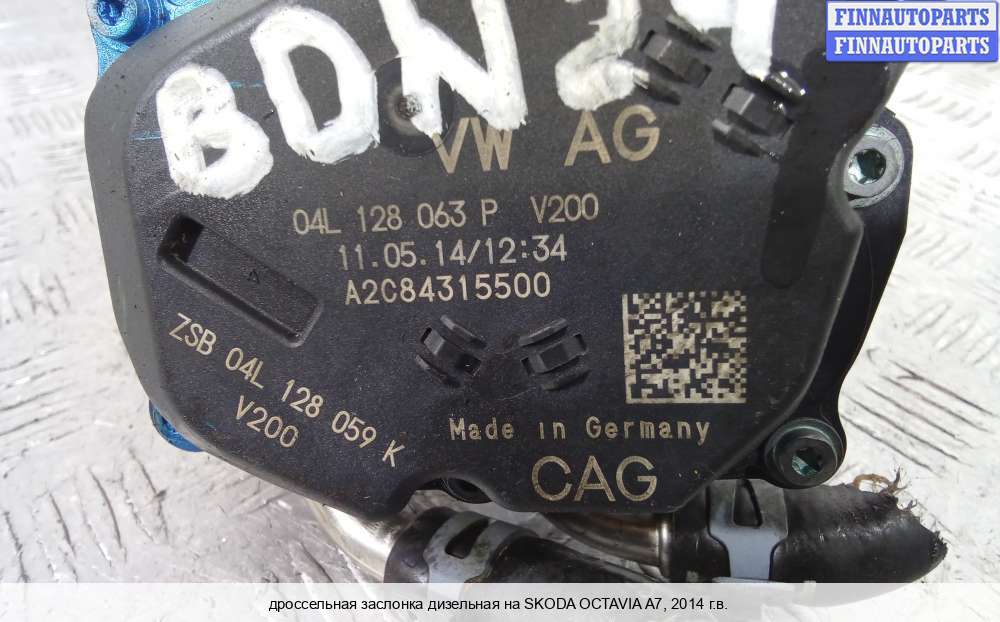 FINNAUTOPARTS
FINNAUTOPARTS
BDN
VW AG
04L 128 063 P V200
11.05.14/12:34
A2C84315500
ZSB 04L 128 059 K
V200
Made in Germany
CAG
дроссельная заслонка дизельная на SKODA OCTAVIA A7, 2014 г.в.